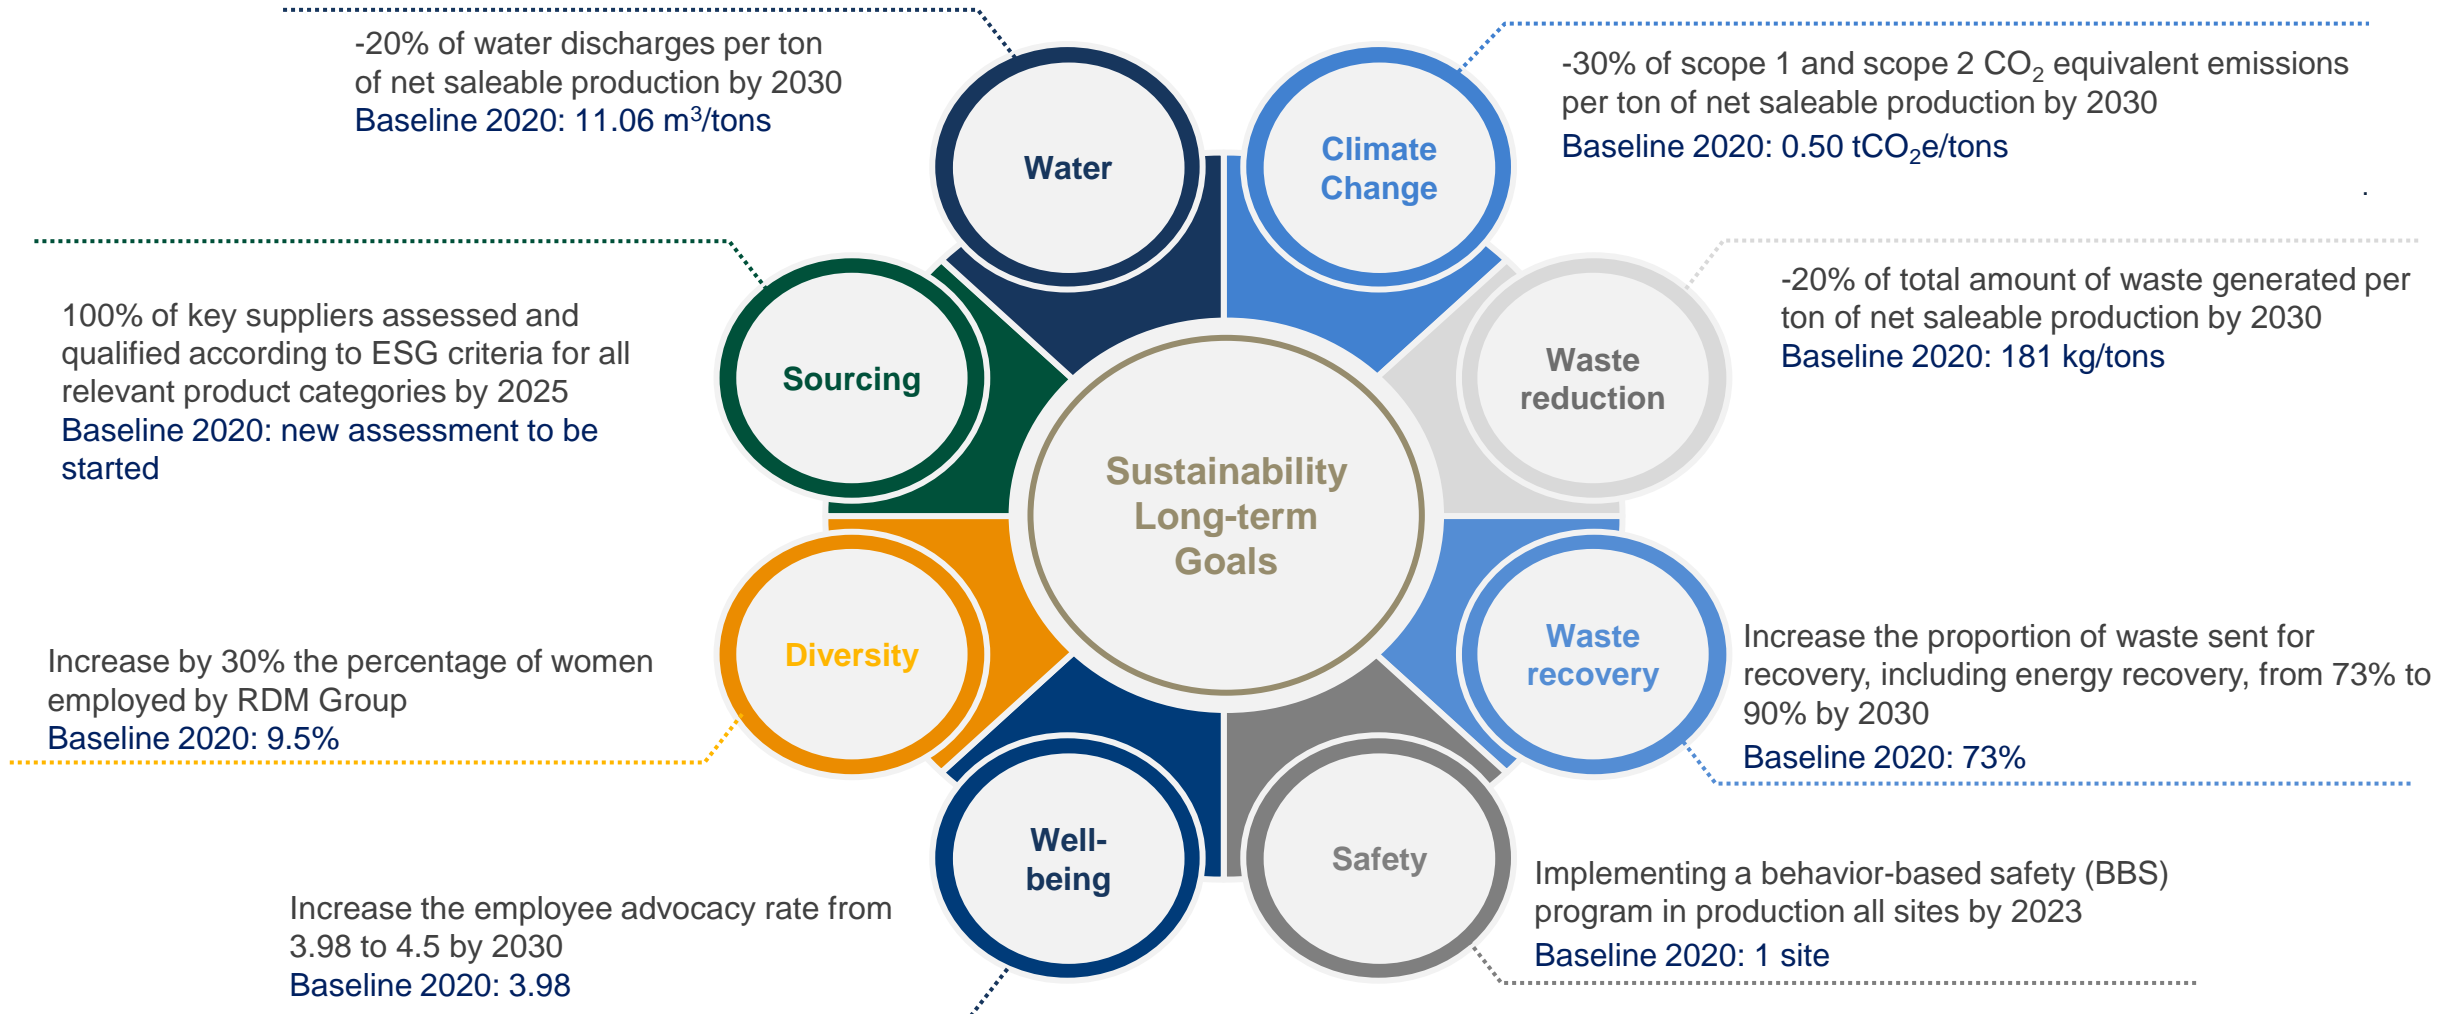 -20% of water discharges per ton
of net saleable production by 2030
Baseline 2020: 11.06 m³/tons
Water
Climate
Change
-30% of scope 1 and scope 2 CO₂ equivalent emissions
per ton of net saleable production by 2030
Baseline 2020: 0.50 tCO₂e/tons
.
100% of key suppliers assessed and
qualified according to ESG criteria for all
relevant product categories by 2025
Baseline 2020: new assessment to be
started
Sourcing
Waste
reduction
-20% of total amount of waste generated per
ton of net saleable production by 2030
Baseline 2020: 181 kg/tons
Sustainability
Long-term
Goals
Increase by 30% the percentage of women
employed by RDM Group
Baseline 2020: 9.5%
Diversity
Waste
recovery
Increase the proportion of waste sent for
recovery, including energy recovery, from 73% to
90% by 2030
Baseline 2020: 73%
Increase the employee advocacy rate from
3.98 to 4.5 by 2030
Baseline 2020: 3.98
Well-
being
Safety
Implementing a behavior-based safety (BBS)
program in production all sites by 2023
Baseline 2020: 1 site